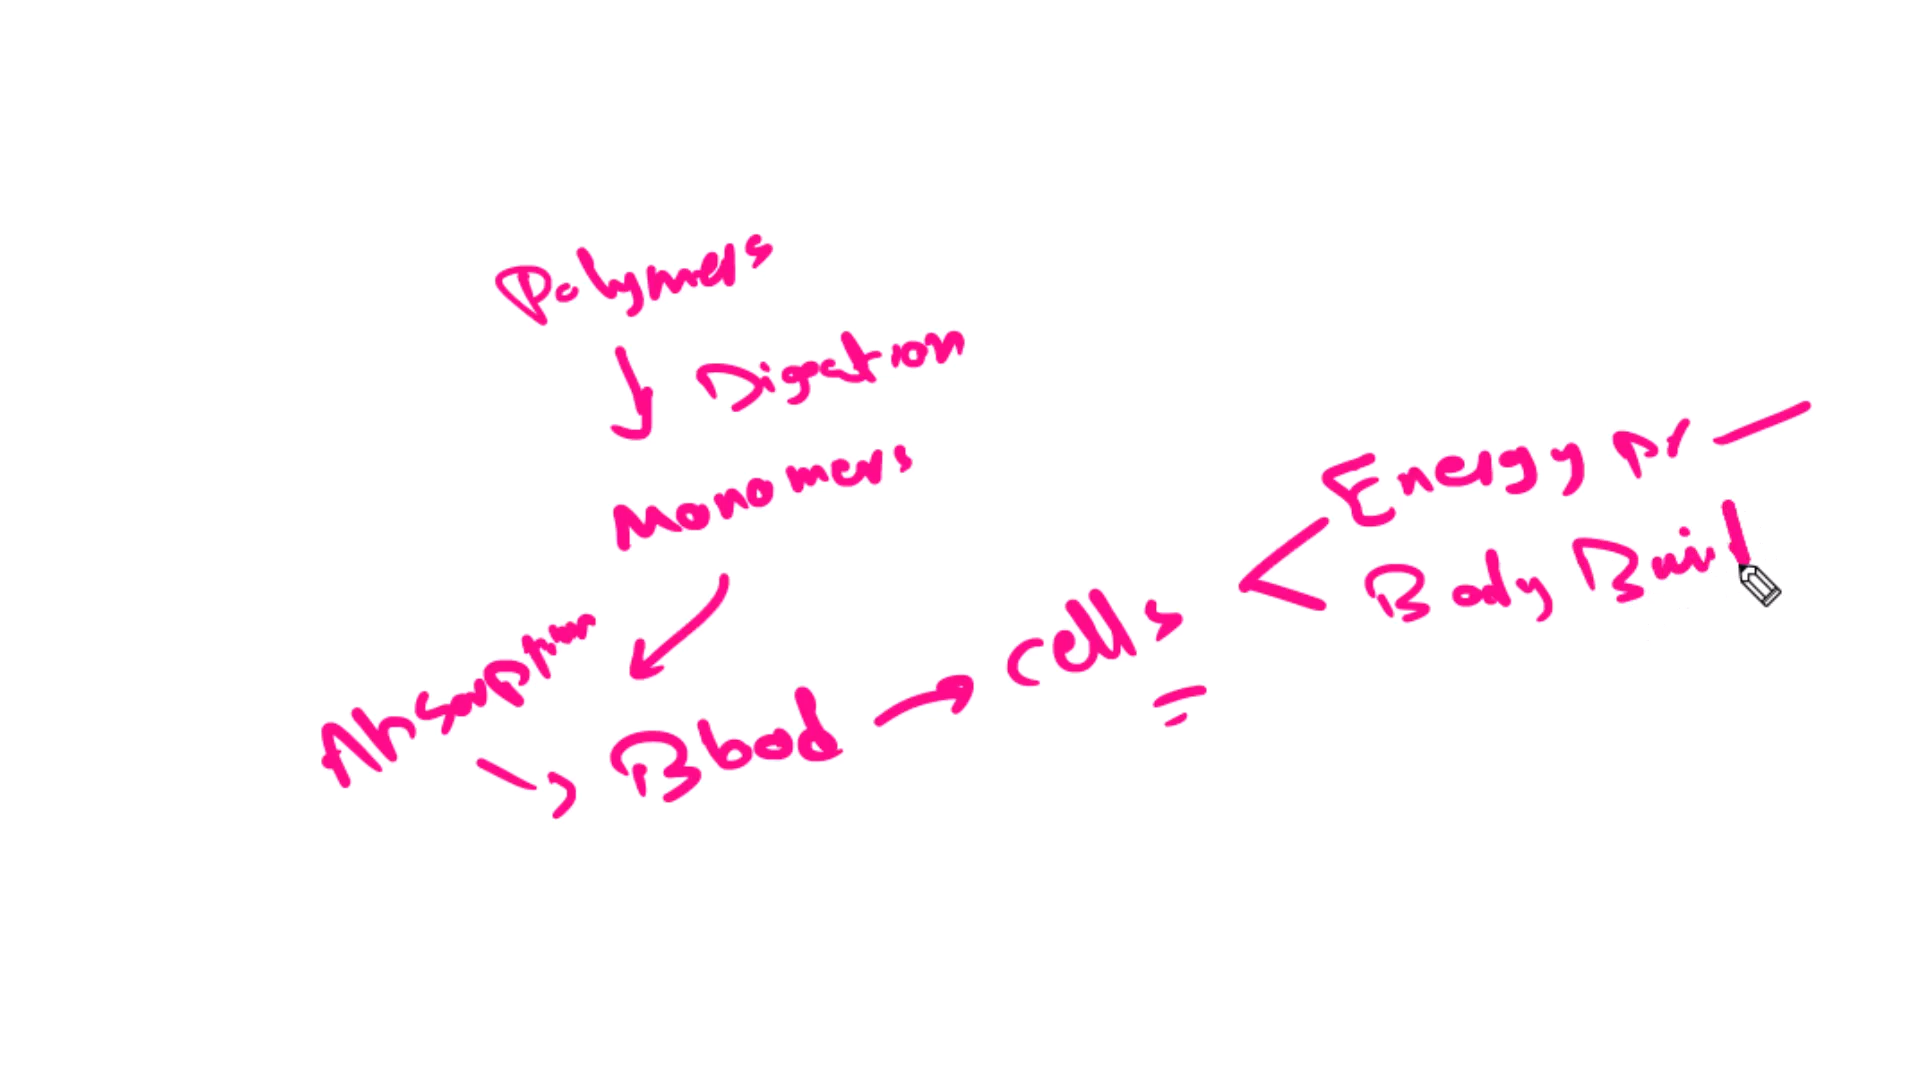 Polymers
Digestion
Monomers
Absorption
Blood
cells
Energy pr
Body Buil